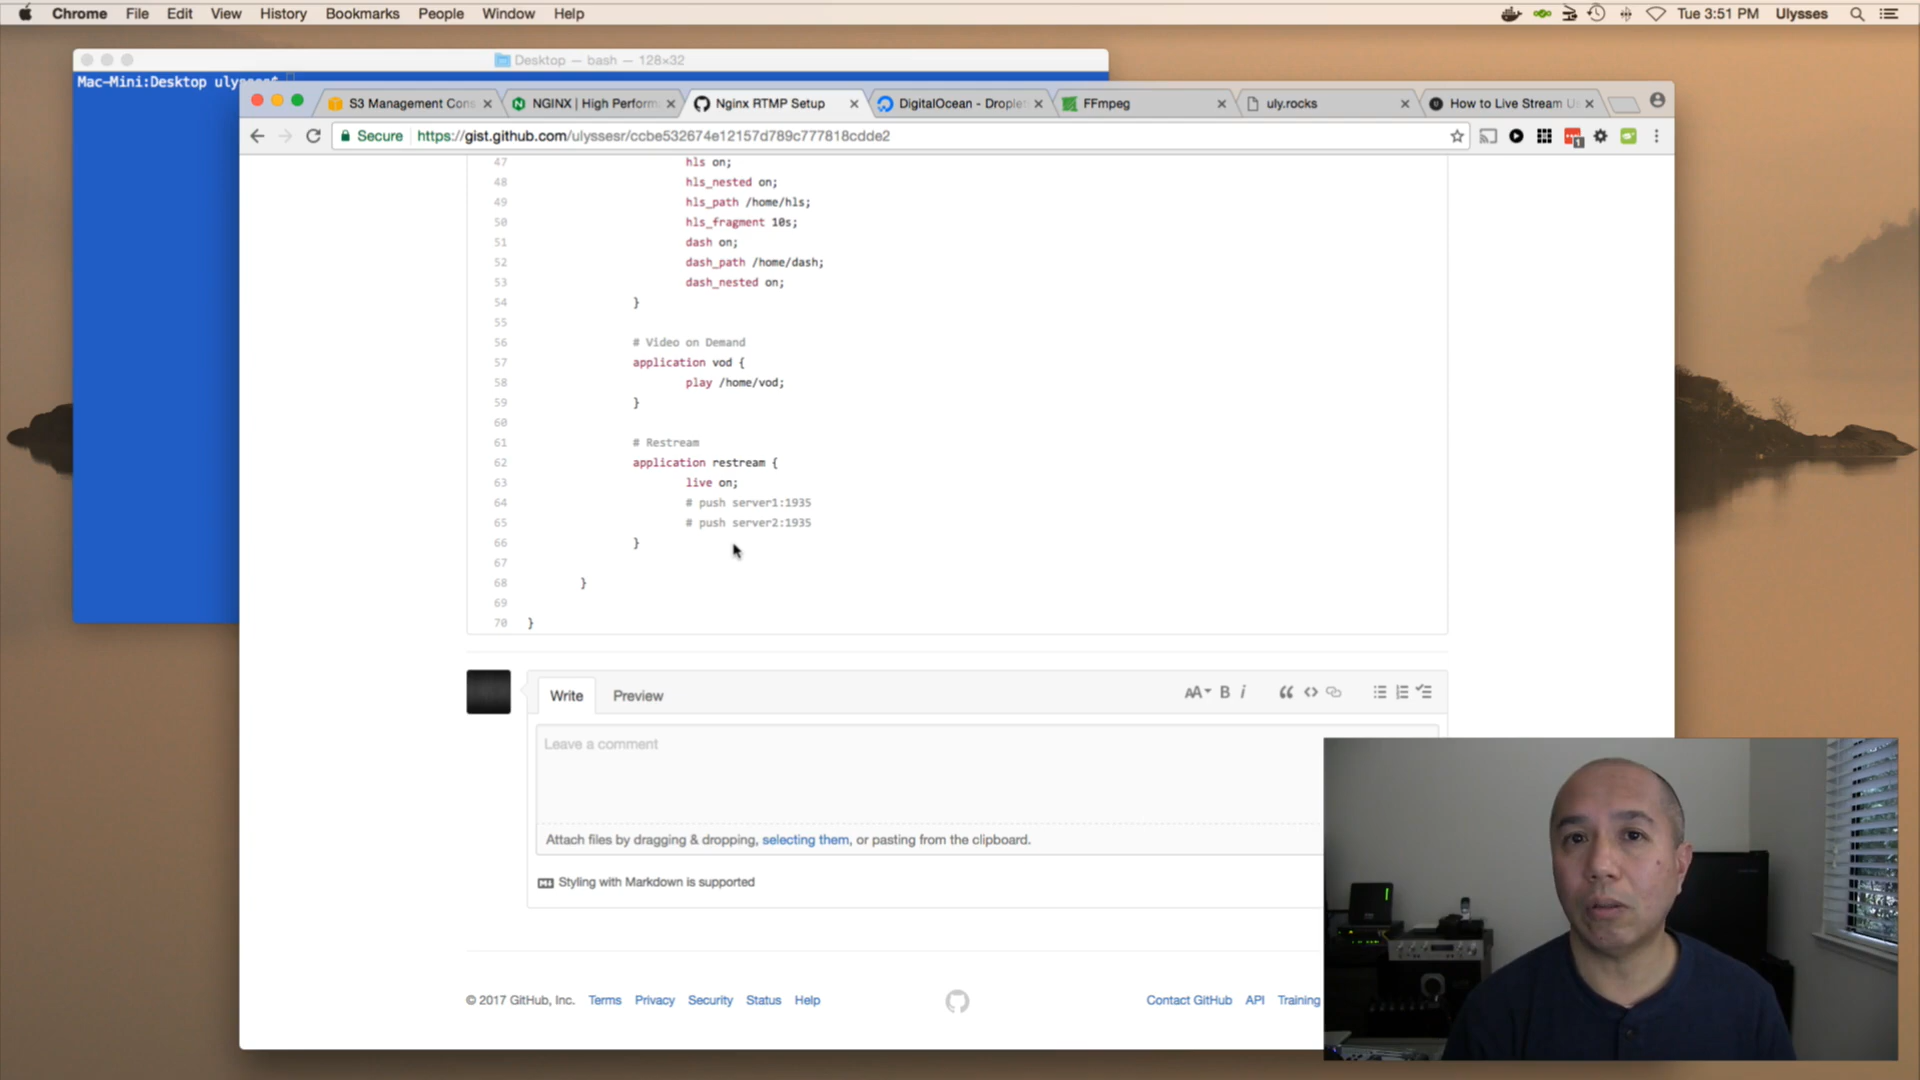 Chrome File Edit View History Bookmarks People Window Help Tue 3:51 PM Ulysses
Desktop — bash — 128×32
Mac-Mini:Desktop
S3 Management Cons NGINX | High Perform Nginx RTMP Setup DigitalOcean - Droplet FFmpeg uly.rocks How to Live Stream U
Secure https://gist.github.com/ulyssesr/ccbe532674e12157d789c777818cdde2
47 hls on;
48 hls_nested on;
49 hls_path /home/hls;
50 hls_fragment 10s;
51 dash on;
52 dash_path /home/dash;
53 dash_nested on;
54 }
55
56 # Video on Demand
57 application vod {
58 play /home/vod;
59 }
60
61 # Restream
62 application restream {
63 live on;
64 # push server1:1935
65 # push server2:1935
66 }
67
68 }
69
70 }
Write Preview
AA B i
Leave a comment
Attach files by dragging & dropping, selecting them, or pasting from the clipboard.
Styling with Markdown is supported
© 2017 GitHub, Inc. Terms Privacy Security Status Help Contact GitHub API Training